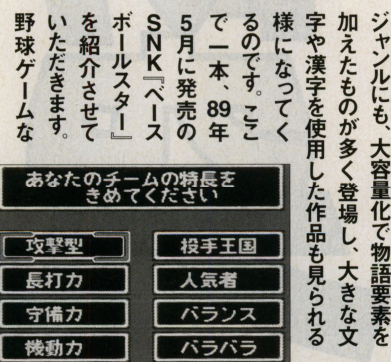 ジャンルにも、大容量化で物語要素を
加えたものが多く登場し、大きな文
字や漢字を使用した作品も見られる
様になってく
るのです。ここ
で一本、89年
5月に発売の
SNK『ベース
ボールスター』
を紹介させて
いただきます。
野球ゲームな
あなたのチームの特長を
きめてください
攻撃型
投手王国
長打力
人気者
守備力
バランス
機動力
バラバラ